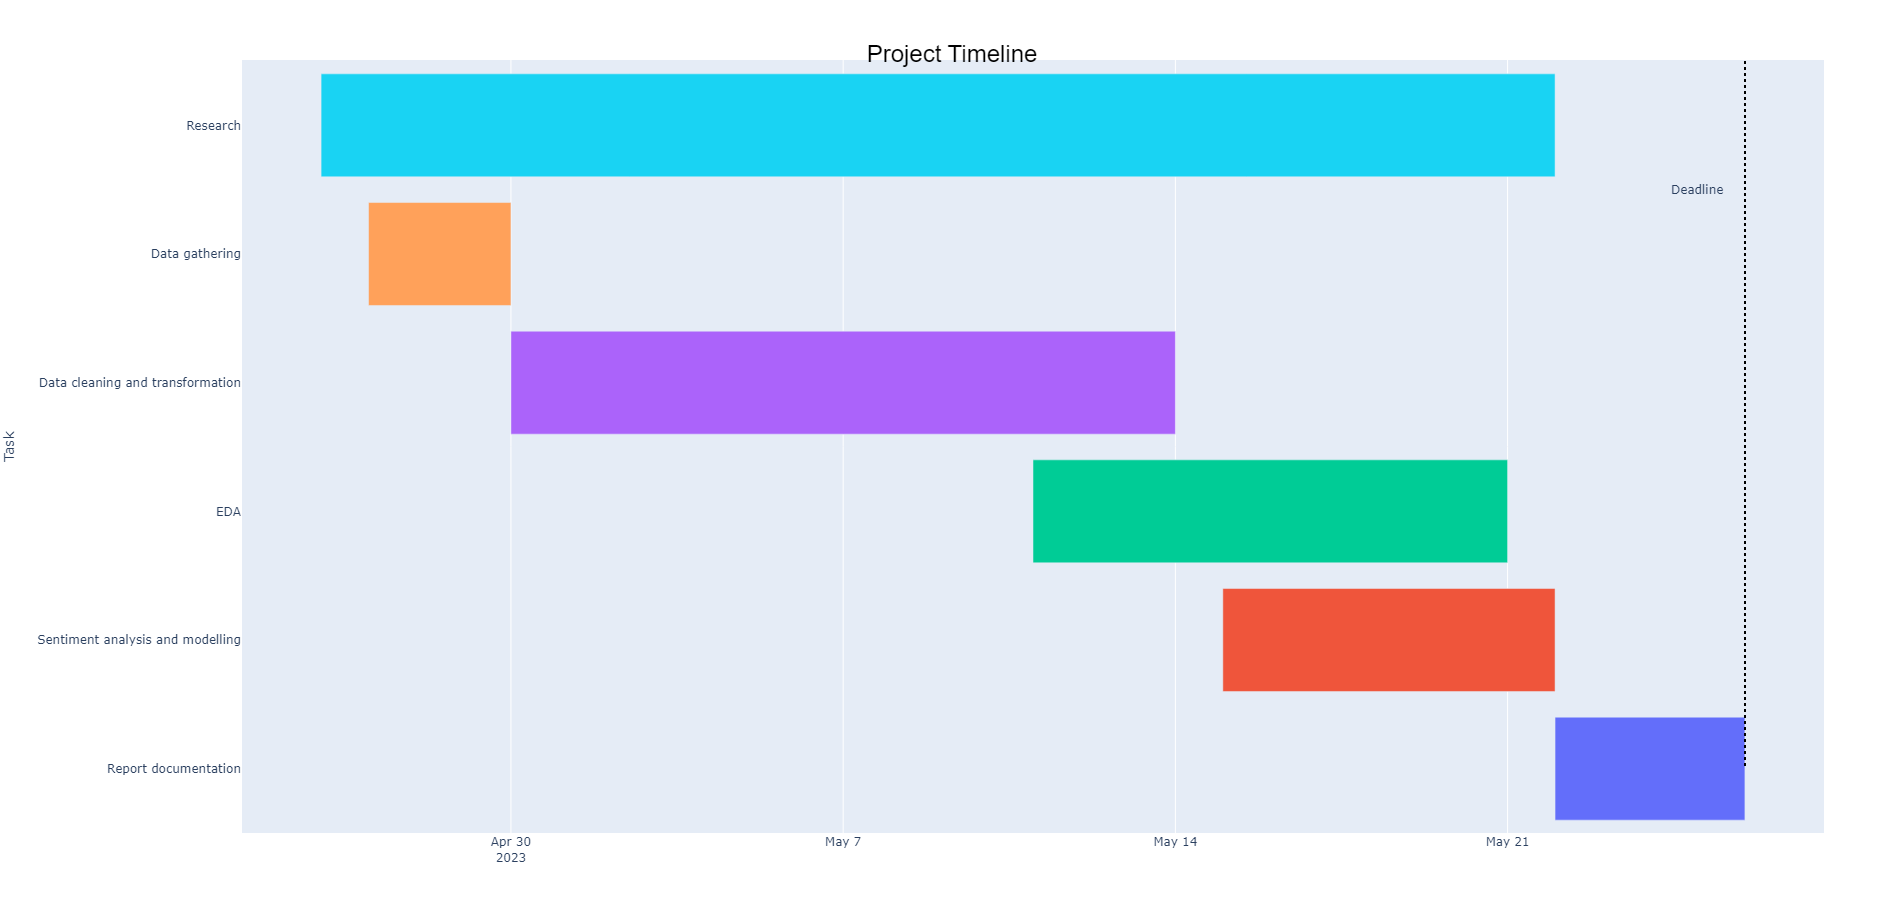 Project Timeline
Research
Deadline
Data gathering
Data cleaning and transformation
Task
EDA
Sentiment analysis and modelling
Report documentation
Apr 30
2023
May 7
May 14
May 21